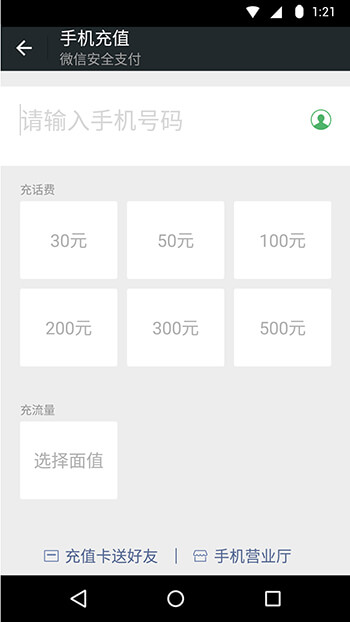 1:21
手机充值
微信安全支付
请输入手机号码
充话费
30元 50元 100元
200元 300元 500元
充流量
选择面值
充值卡送好友 | 手机营业厅